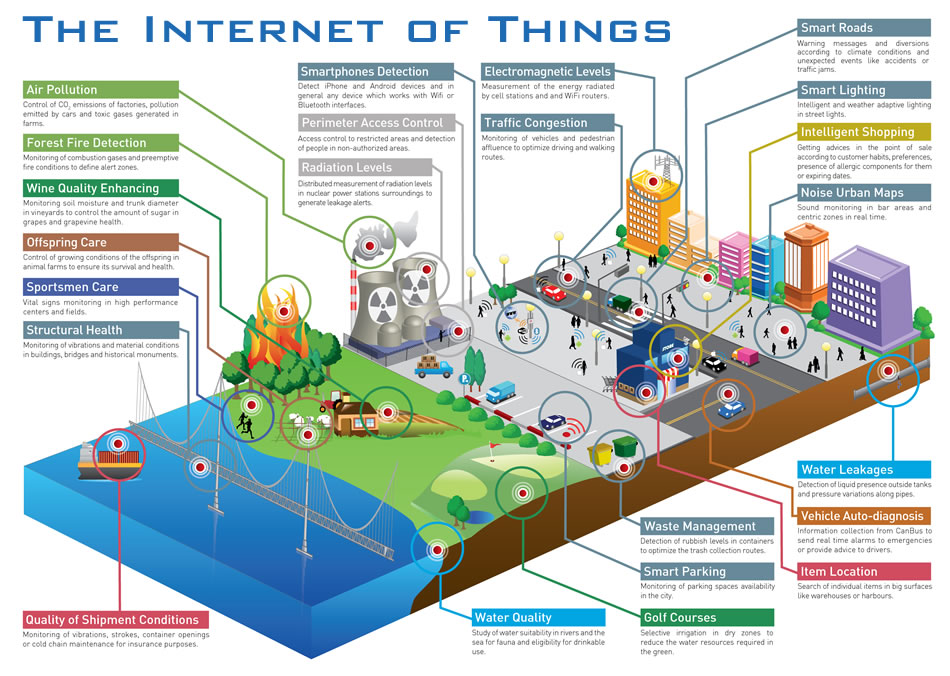 THE INTERNET OF THINGS
Air Pollution
Control of CO₂ emissions of factories, pollution
emitted by cars and toxic gases generated in
farms.
Forest Fire Detection
Monitoring of combustion gases and preemptive
fire conditions to define alert zones.
Wine Quality Enhancing
Monitoring soil moisture and trunk diameter
in vineyards to control the amount of sugar in
grapes and grapevine health.
Offspring Care
Control of growing conditions of the offspring in
animal farms to ensure its survival and health.
Sportsmen Care
Vital signs monitoring in high performance
centers and fields.
Structural Health
Monitoring of vibrations and material conditions
in buildings, bridges and historical monuments.
Smartphones Detection
Detect iPhone and Android devices and in
general any device which works with Wifi or
Bluetooth interfaces.
Perimeter Access Control
Access control to restricted areas and detection
of people in non-authorized areas.
Radiation Levels
Distributed measurement of radiation levels
in nuclear power stations surroundings to
generate leakage alerts.
Electromagnetic Levels
Measurement of the energy radiated
by cell stations and and WiFi routers.
Traffic Congestion
Monitoring of vehicles and pedestrian
affluence to optimize driving and walking
routes.
Smart Roads
Warning messages and diversions
according to climate conditions and
unexpected events like accidents or
traffic jams.
Smart Lighting
Intelligent and weather adaptive lighting
in street lights.
Intelligent Shopping
Getting advices in the point of sale
according to customer habits, preferences,
presence of allergic components for them
or expiring dates.
Noise Urban Maps
Sound monitoring in bar areas and
centric zones in real time.
STORE
P
Water Leakages
Detection of liquid presence outside tanks
and pressure variations along pipes.
Vehicle Auto-diagnosis
Information collection from CanBus to
send real time alarms to emergencies
or provide advice to drivers.
Item Location
Search of individual items in big surfaces
like warehouses or harbours.
Waste Management
Detection of rubbish levels in containers
to optimize the trash collection routes.
Smart Parking
Monitoring of parking spaces availability
in the city.
Golf Courses
Selective irrigation in dry zones to
reduce the water resources required in
the green.
Water Quality
Study of water suitability in rivers and the
sea for fauna and eligibility for drinkable
use.
Quality of Shipment Conditions
Monitoring of vibrations, strokes, container openings
or cold chain maintenance for insurance purposes.